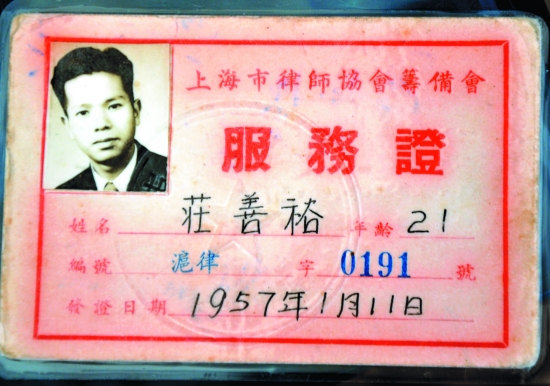 上海市律師協會籌備會
服務證
姓名 莊善裕 年齡 21
編號 滬律 字 0191 號
發證日期 1957年1月11日